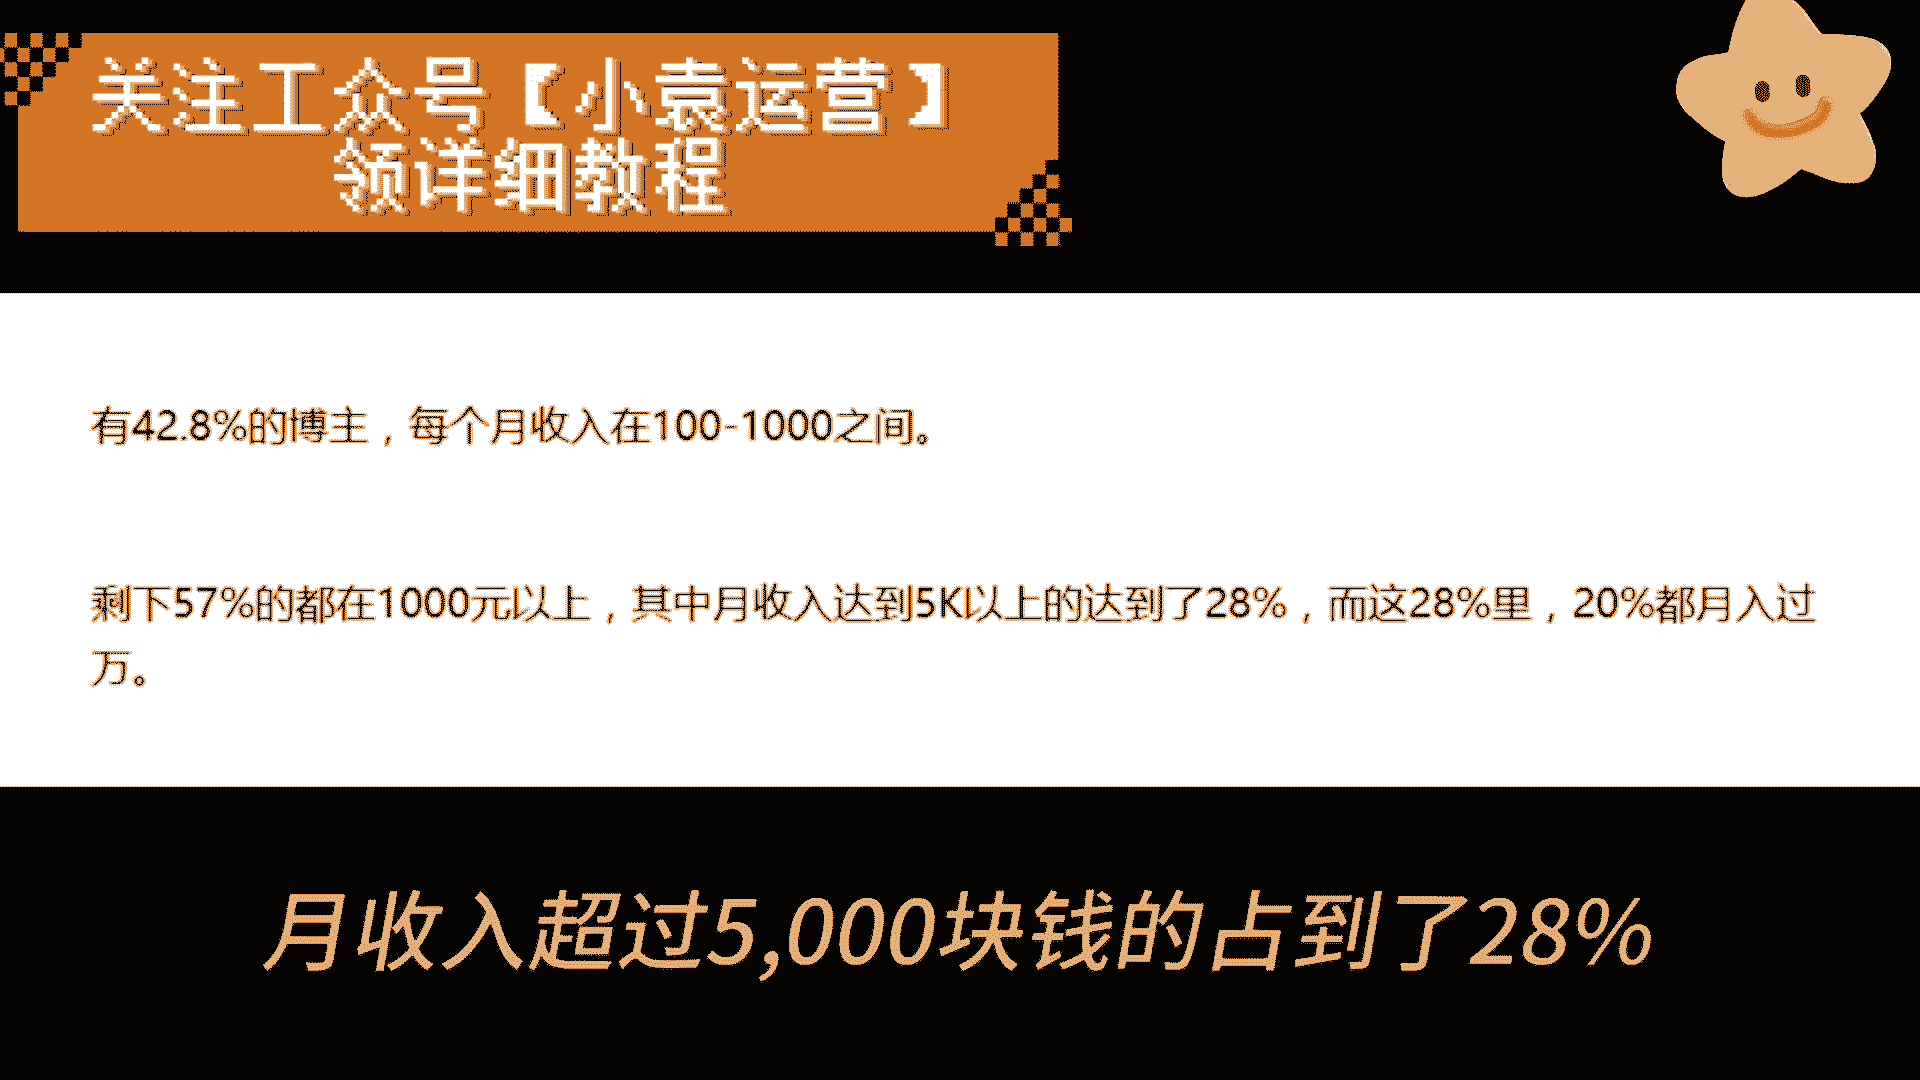 关注工众号【小袁运营】
领详细教程
有42.8%的博主，每个月收入在100-1000之间。
剩下57%的都在1000元以上，其中月收入达到5K以上的达到了28%，而这28%里，20%都月入过
万。
月收入超过5,000块钱的占到了28%